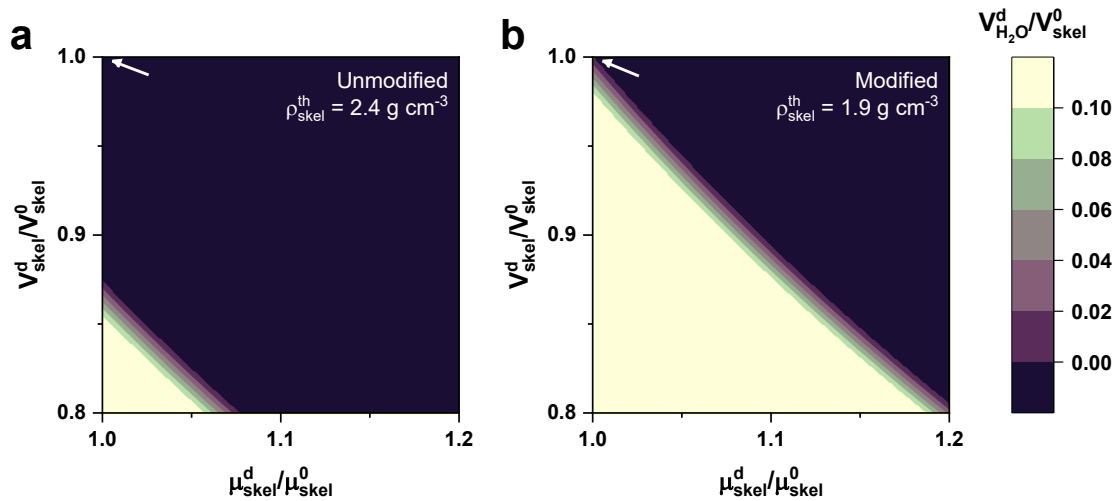 a
Unmodified
ρ^th_skel = 2.4 g cm^-3
1.0
0.9
0.8
V^d_skel/V^0_skel
1.0
1.1
1.2
μ^d_skel/μ^0_skel
b
Modified
ρ^th_skel = 1.9 g cm^-3
1.0
0.9
0.8
V^d_skel/V^0_skel
1.0
1.1
1.2
μ^d_skel/μ^0_skel
V^d_H₂O/V^0_skel
0.10
0.08
0.06
0.04
0.02
0.00